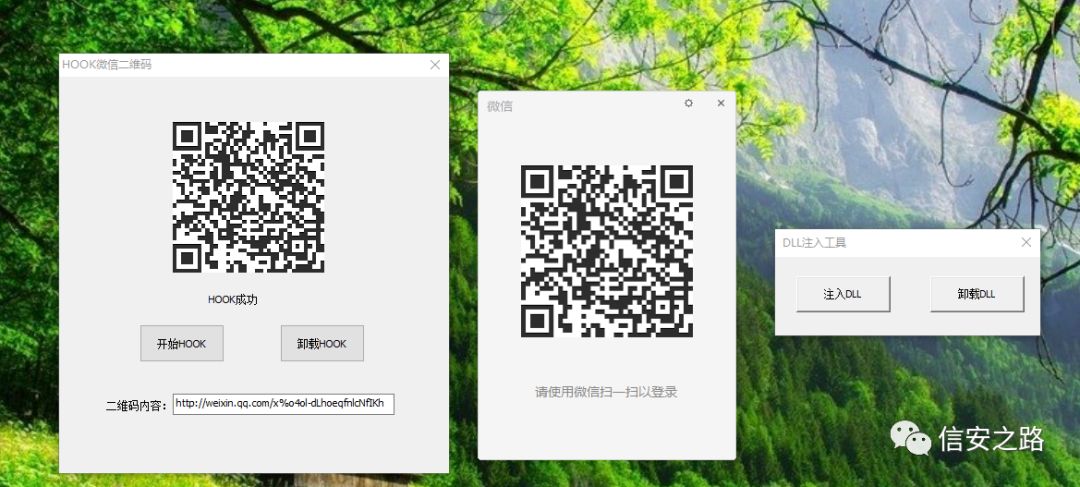 HOOK微信二维码
HOOK成功
开始HOOK
卸载HOOK
二维码内容：
http://weixin.qq.com/x%o4ol-dLhoeqfnlcNfIKh
微信
请使用微信扫一扫以登录
DLL注入工具
注入DLL
卸载DLL
信安之路